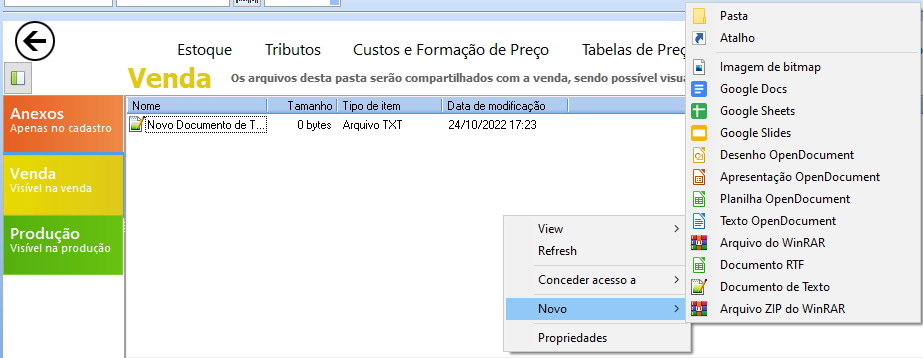 Estoque Tributos Custos e Formação de Preço Tabelas de Preç
Venda Os arquivos desta pasta serão compartilhados com a venda, sendo possível visua
Anexos
Apenas no cadastro
Venda
Visível na venda
Produção
Visível na produção
Nome Tamanho Tipo de item Data de modificação
Novo Documento de T... 0 bytes Arquivo TXT 24/10/2022 17:23
View
Refresh
Conceder acesso a
Novo
Propriedades
Pasta
Atalho
Imagem de bitmap
Google Docs
Google Sheets
Google Slides
Desenho OpenDocument
Apresentação OpenDocument
Planilha OpenDocument
Texto OpenDocument
Arquivo do WinRAR
Documento RTF
Documento de Texto
Arquivo ZIP do WinRAR